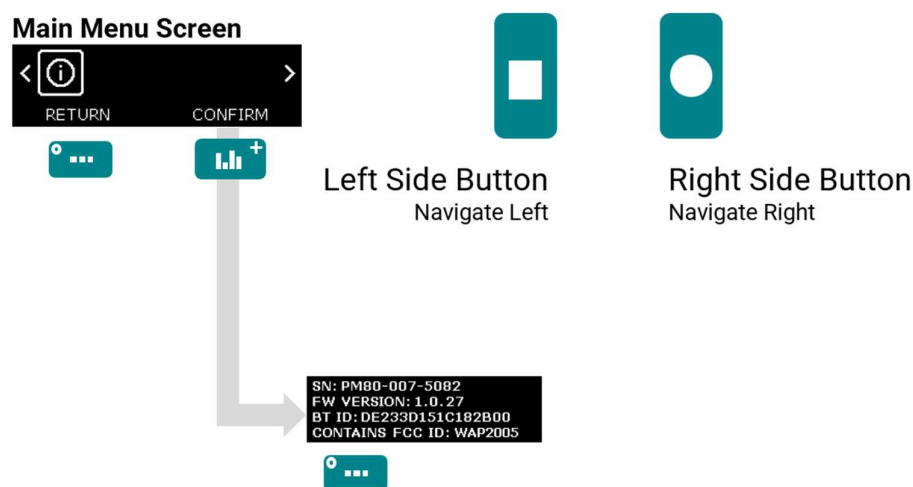 Main Menu Screen
RETURN CONFIRM
Left Side Button
Navigate Left
Right Side Button
Navigate Right
SN: PM80-007-5082
FW VERSION: 1.0.27
BT ID: DE233D151C182B00
CONTAINS FCC ID: WAP2005